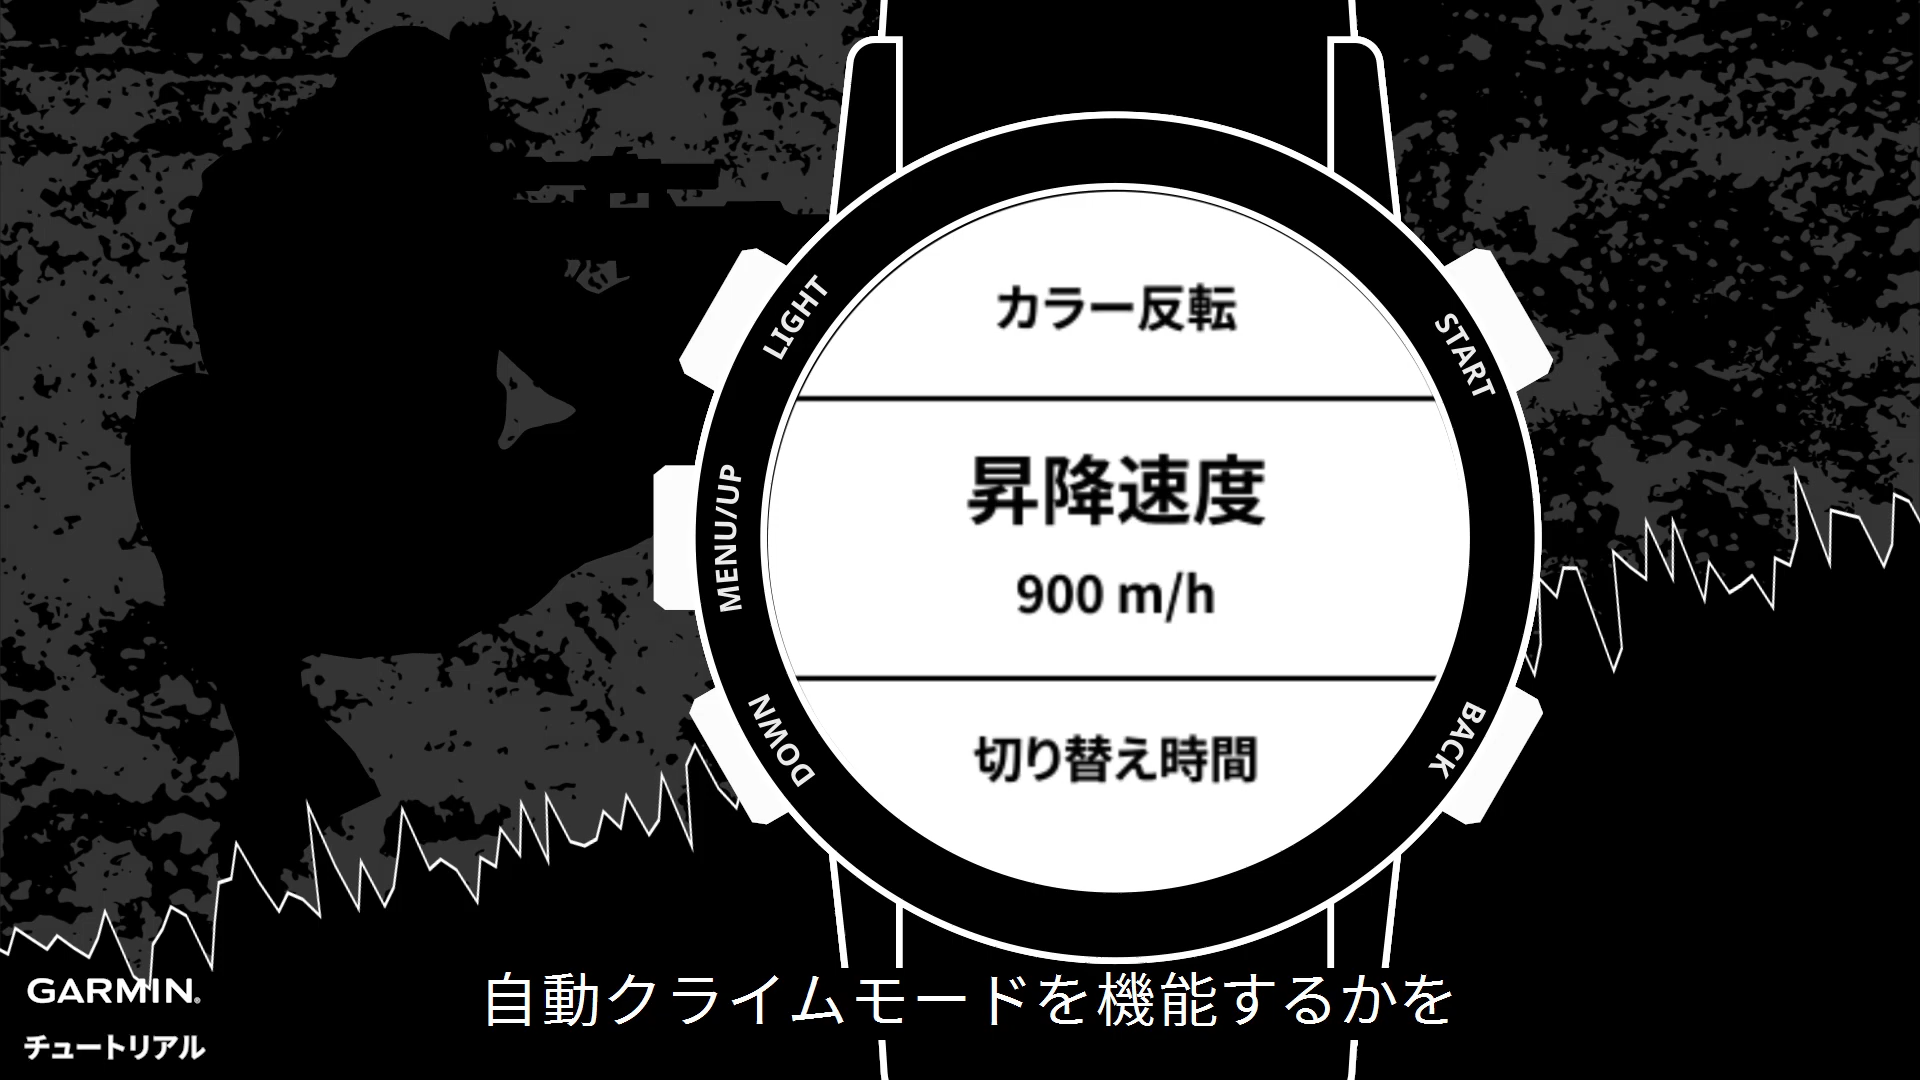 LIGHT
START
カラー反転
昇降速度
900 m/h
MENU/UP
切り替え時間
DOWN
BACK
GARMIN®
チュートリアル
自動クライムモードを機能するかを